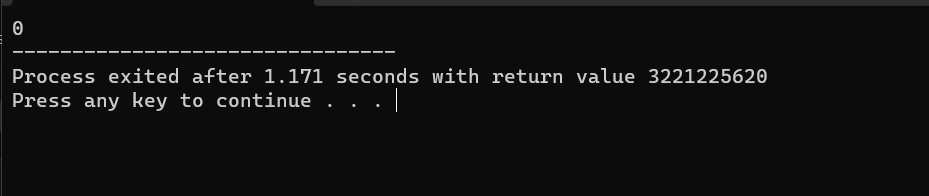 0
--------------------------------
Process exited after 1.171 seconds with return value 3221225620
Press any key to continue . . .